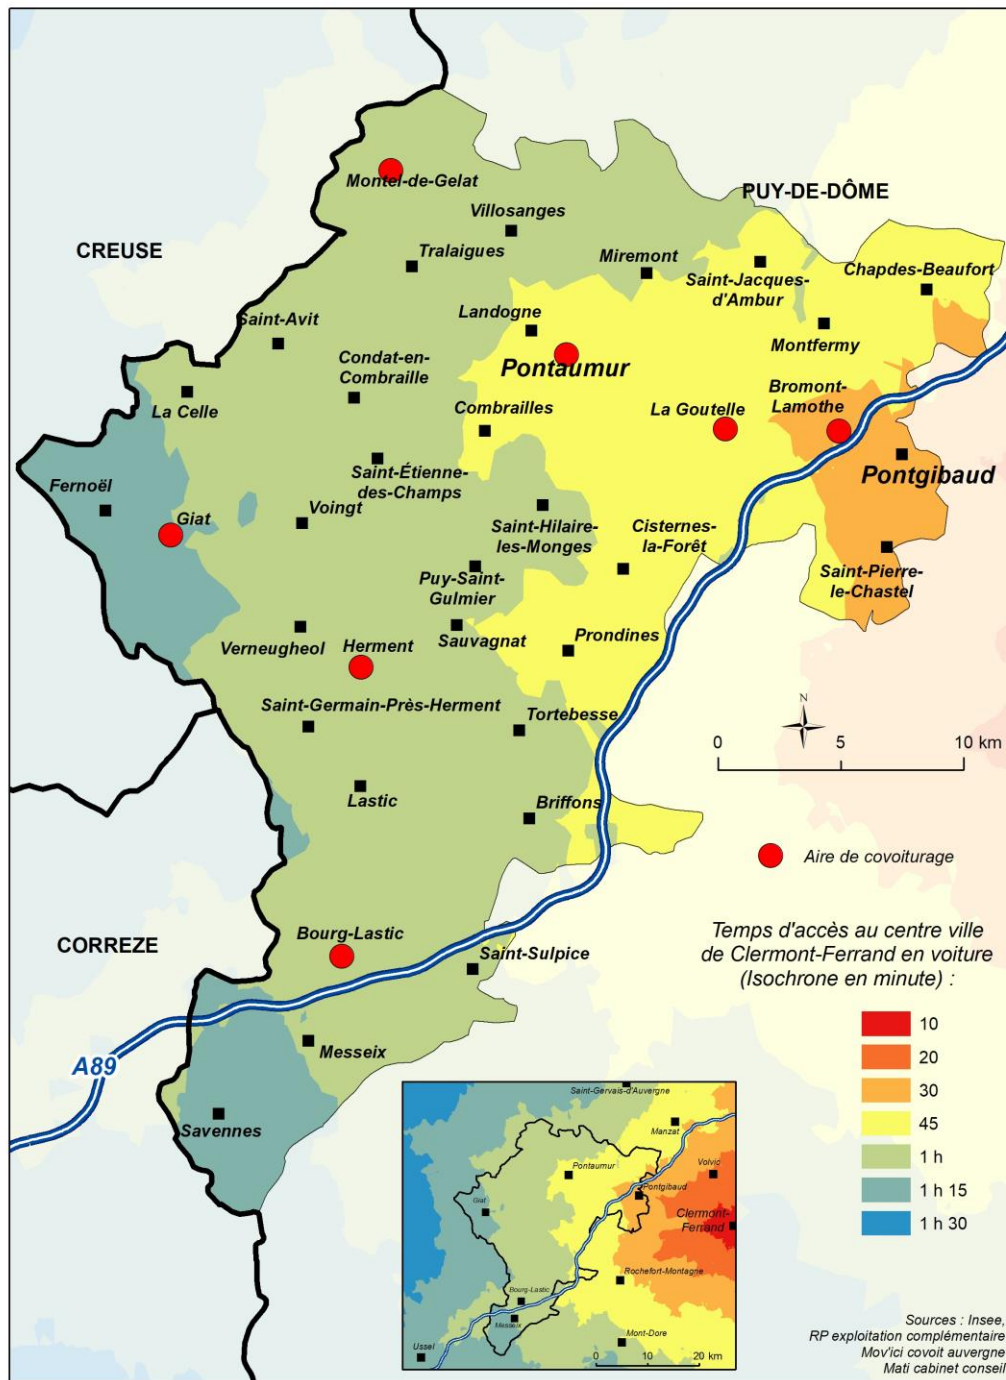 PUY-DE-DÔME
CREUSE
CORREZE
Montel-de-Gelat
Villosanges
Tralaigues
Miremont
Saint-Jacques-
d'Ambur
Chapdes-Beaufort
Saint-Avit
Landogne
Montfermy
Condat-en-
Combraille
Pontaumur
La Celle
Combrailles
La Goutelle
Bromont-
Lamothe
Pontgibaud
Saint-Étienne-
des-Champs
Fernoël
Giat
Voingt
Saint-Hilaire-
les-Monges
Cisternes-
la-Forêt
Saint-Pierre-
le-Chastel
Puy-Saint-
Gulmier
Verneugheol
Herment
Sauvagnat
Prondines
Saint-Germain-Près-Herment
Tortebesse
N
0 5 10 km
Lastic
Briffons
Aire de covoiturage
Bourg-Lastic
Saint-Sulpice
Messeix
A89
Savennes
Temps d'accès au centre ville
de Clermont-Ferrand en voiture
(Isochrone en minute) :
10
20
30
45
1 h
1 h 15
1 h 30
Saint-Gervais-d'Auvergne
Manzat
Pontaumur
Volvic
Giat
Pontgibaud
Clermont-
Ferrand
Rochefort-Montagne
Bourg-Lastic
Messeix
Mont-Dore
Ussel
0 10 20 km
Sources : Insee,
RP exploitation complémentaire
Mov'ici covoit auvergne
Mati cabinet conseil